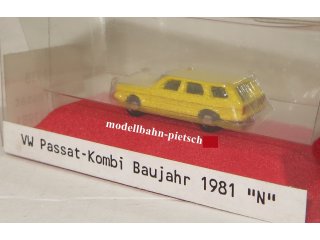 modellbahn-pietsch
VW Passat-Kombi Baujahr 1981 "N"